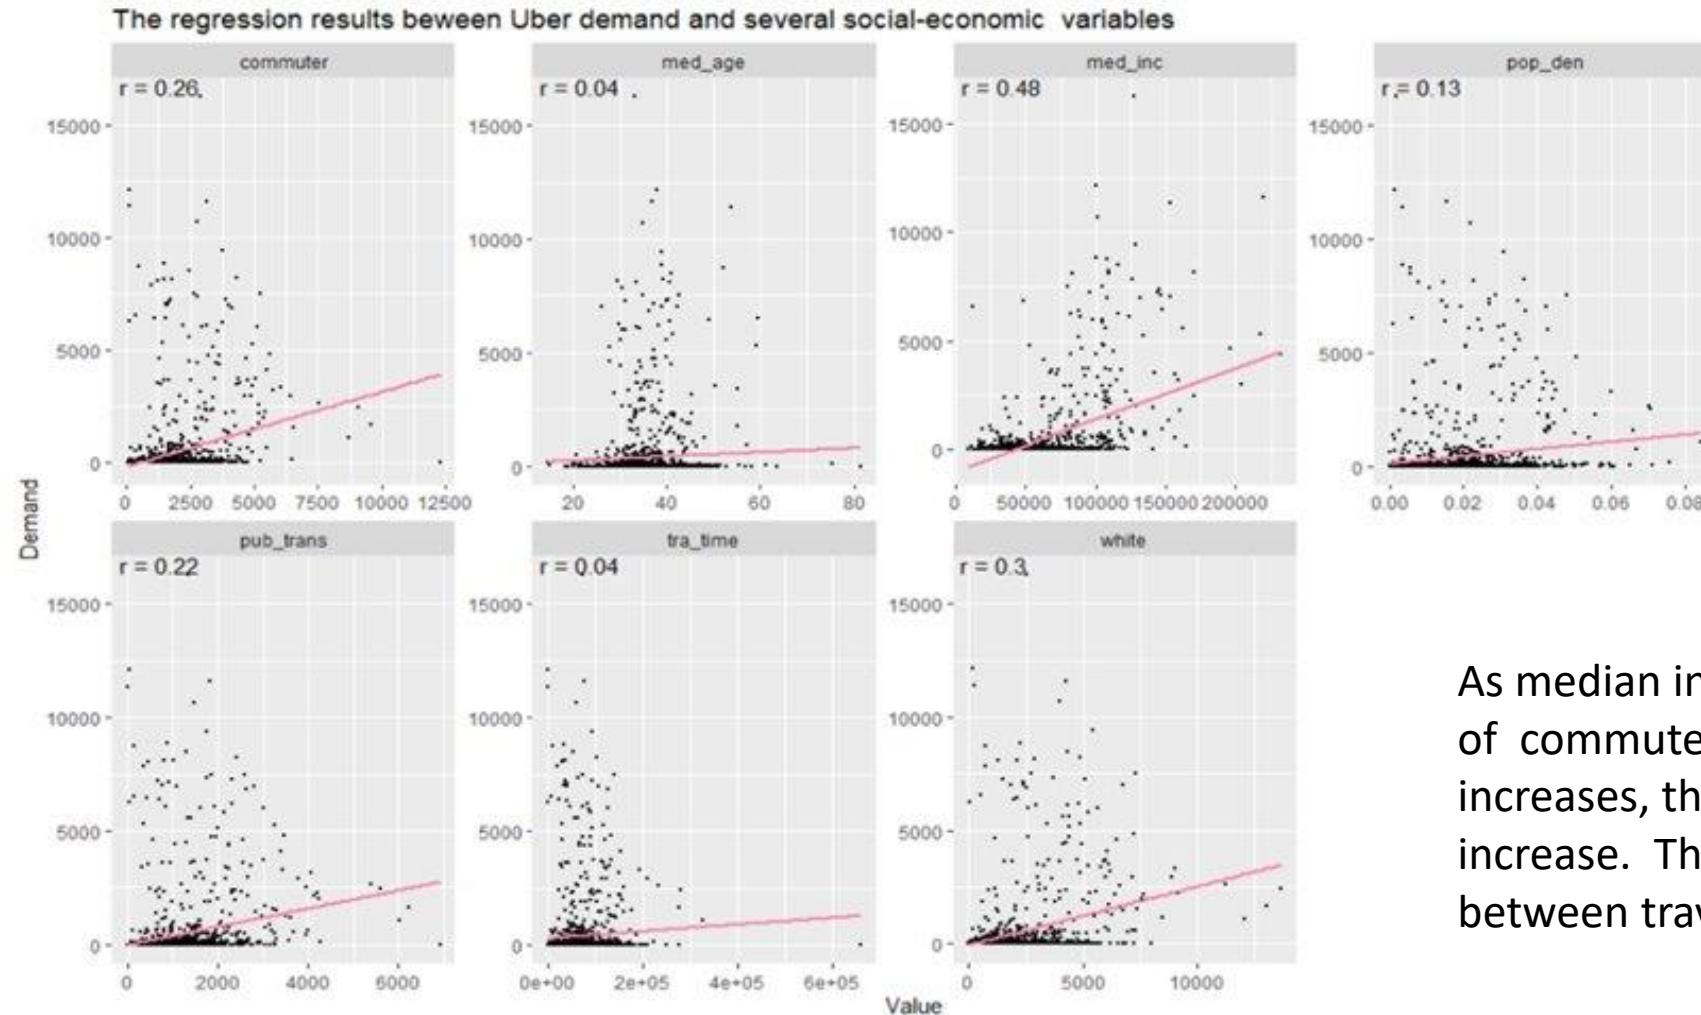 The regression results beween Uber demand and several social-economic variables
commuter med_age med_inc pop_den
r = 0.26 r = 0.04 r = 0.48 r = 0.13
15000 15000 15000 15000
10000 10000 10000 10000
5000 5000 5000 5000
0 0 0 0
0 2500 5000 7500 10000 12500 20 40 60 80 0 50000 100000 150000 200000 0.00 0.02 0.04 0.06 0.08
Demand
pub_trans tra_time white
r = 0.22 r = 0.04 r = 0.3
15000 15000 15000
10000 10000 10000
5000 5000 5000
0 0 0
0 2000 4000 6000 0e+00 2e+05 4e+05 6e+05 0 5000 10000
Value
As median
of commute
increases, th
increase. Th
between trav